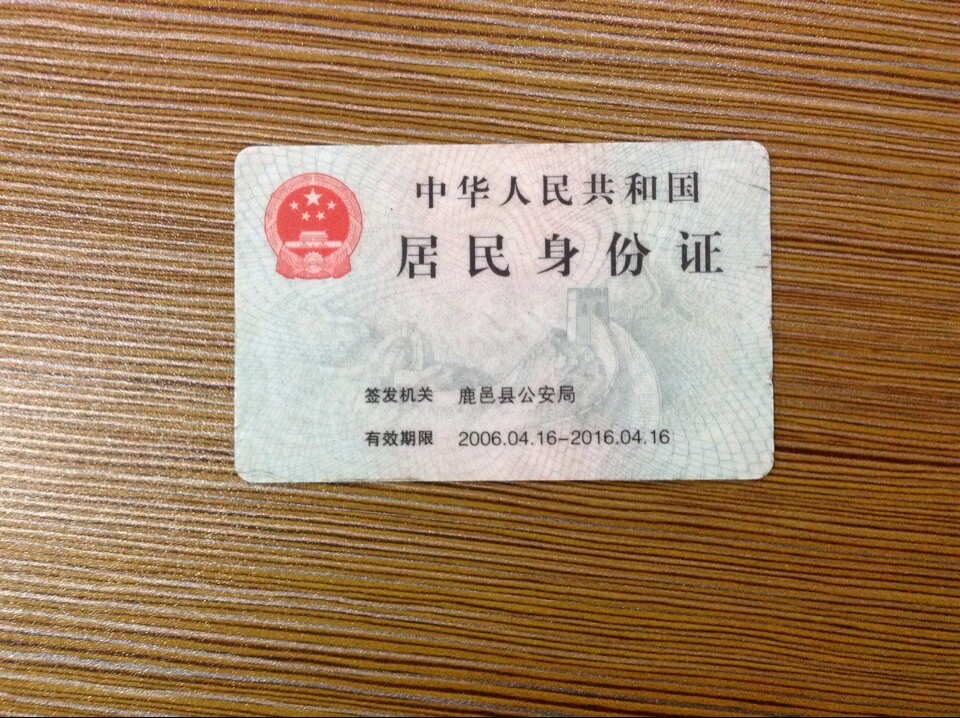 中华人民共和国
居民身份证
签发机关 鹿邑县公安局
有效期限 2006.04.16-2016.04.16